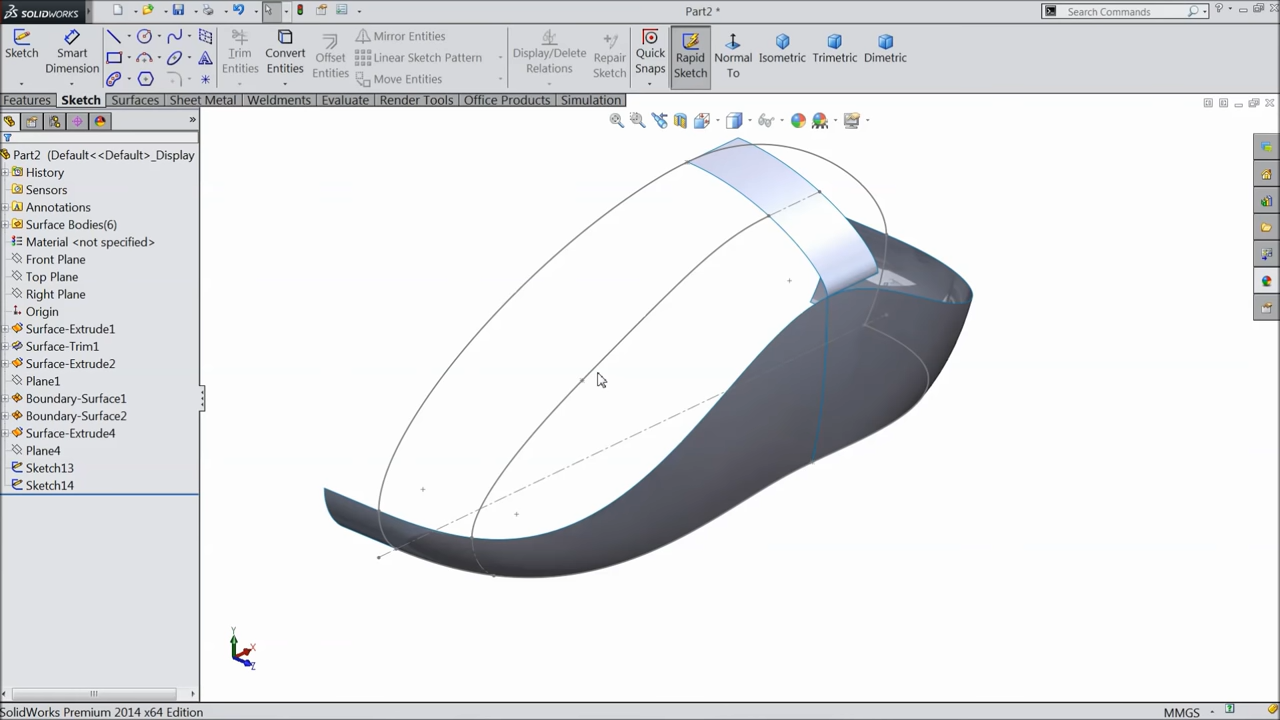 SOLIDWORKS
Part2 *
Search Commands
Sketch
Smart Dimension
Trim Entities
Convert Entities
Offset Entities
Mirror Entities
Linear Sketch Pattern
Move Entities
Display/Delete Relations
Repair Sketch
Quick Snaps
Rapid Sketch
Normal To
Isometric
Trimetric
Dimetric
Features
Sketch
Surfaces
Sheet Metal
Weldments
Evaluate
Render Tools
Office Products
Simulation
Part2 (Default<<Default>_Display
History
Sensors
Annotations
Surface Bodies(6)
Material <not specified>
Front Plane
Top Plane
Right Plane
Origin
Surface-Extrude1
Surface-Trim1
Surface-Extrude2
Plane1
Boundary-Surface1
Boundary-Surface2
Surface-Extrude4
Plane4
Sketch13
Sketch14
Y
X
Z
SolidWorks Premium 2014 x64 Edition
MMGS